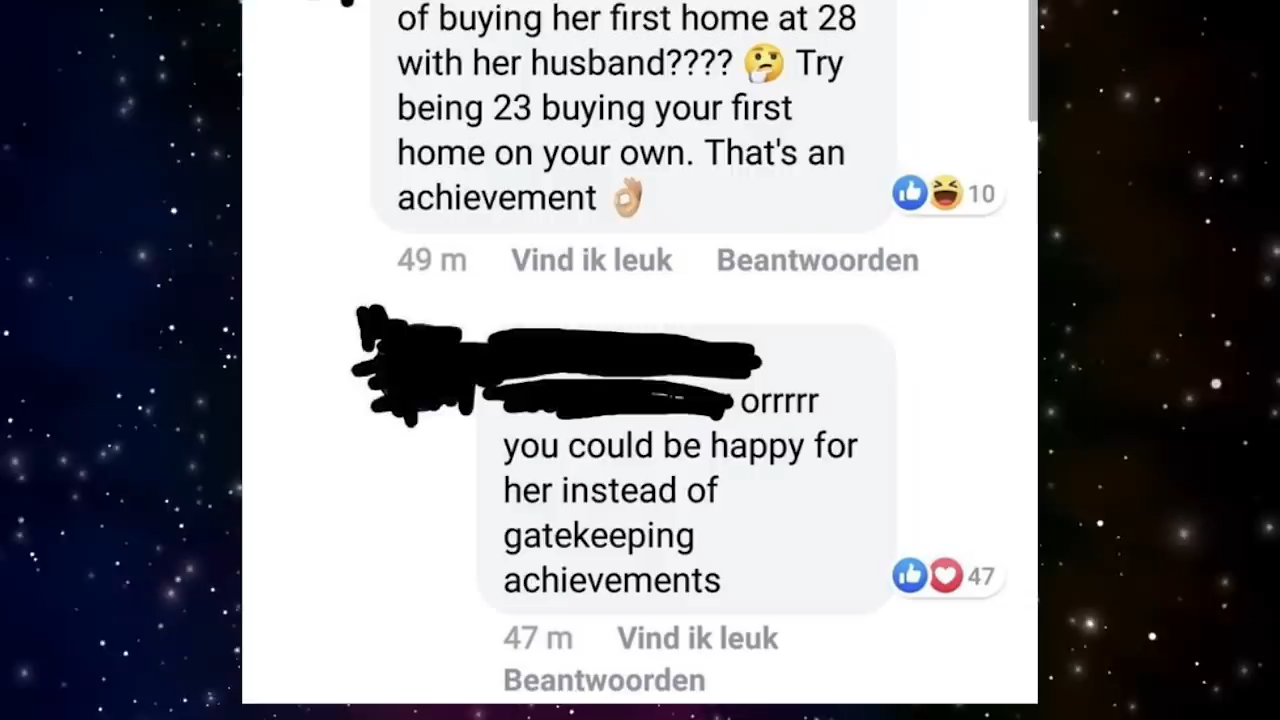 of buying her first home at 28
with her husband???? 🤔 Try
being 23 buying your first
home on your own. That's an
achievement 👌🏼
10
49 m Vind ik leuk Beantwoorden
orrrrr
you could be happy for
her instead of
gatekeeping
achievements
47
47 m Vind ik leuk
Beantwoorden